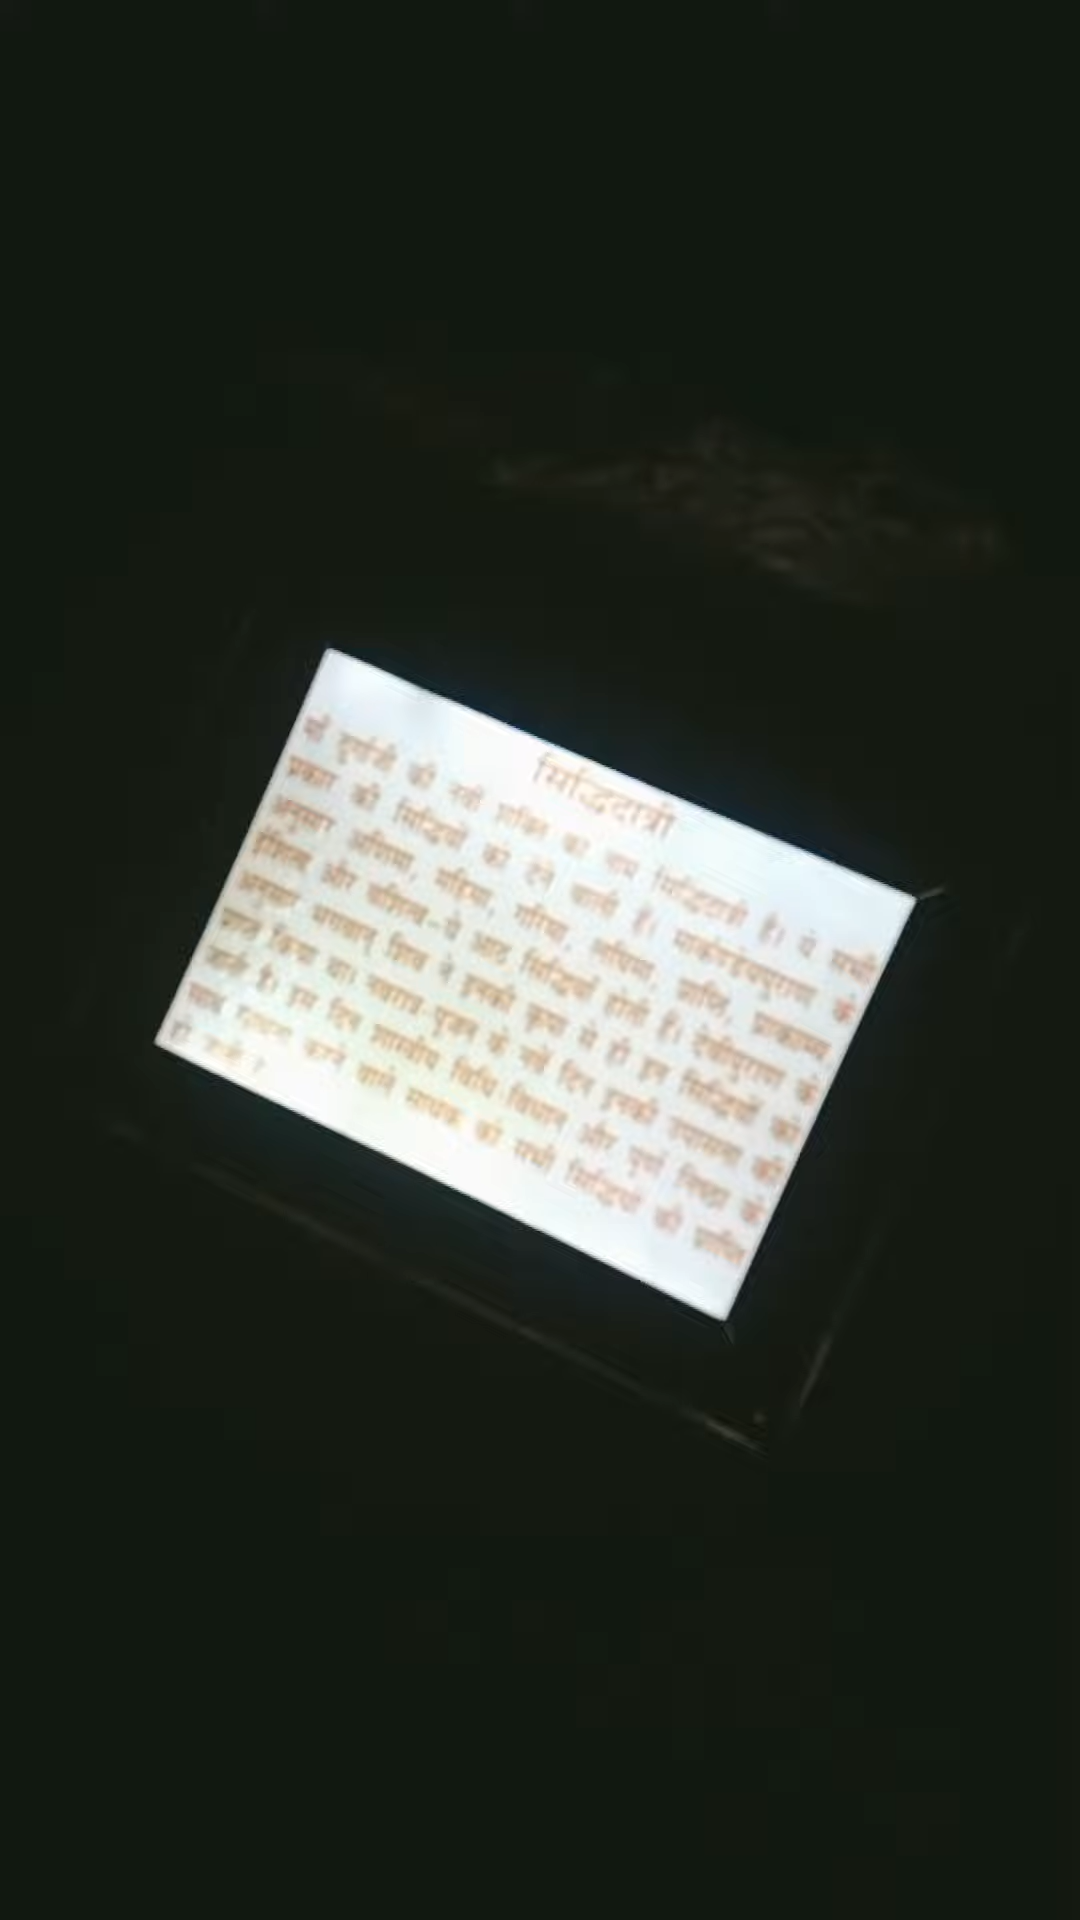 सिद्धिदात्री
माँ दुर्गाजी की नवीं शक्ति का नाम सिद्धिदात्री है। ये सभी
प्रकार की सिद्धियों को देने वाली हैं। मार्कण्डेयपुराण के
अनुसार अणिमा, महिमा, गरिमा, लघिमा, प्राप्ति, प्राकाम्य
ईशित्व और वशित्व-ये आठ सिद्धियां होती हैं। देवीपुराण के
अनुसार भगवान् शिव ने इनकी कृपा से ही इन सिद्धियों को
प्राप्त किया था। नवरात्र पूजन के नवें दिन इनकी उपासना की
जाती है। इस दिन शास्त्रीय विधि विधान और पूर्ण निष्ठा के
साथ साधना करने वाले साधक को सभी सिद्धियों की प्राप्ति
हो